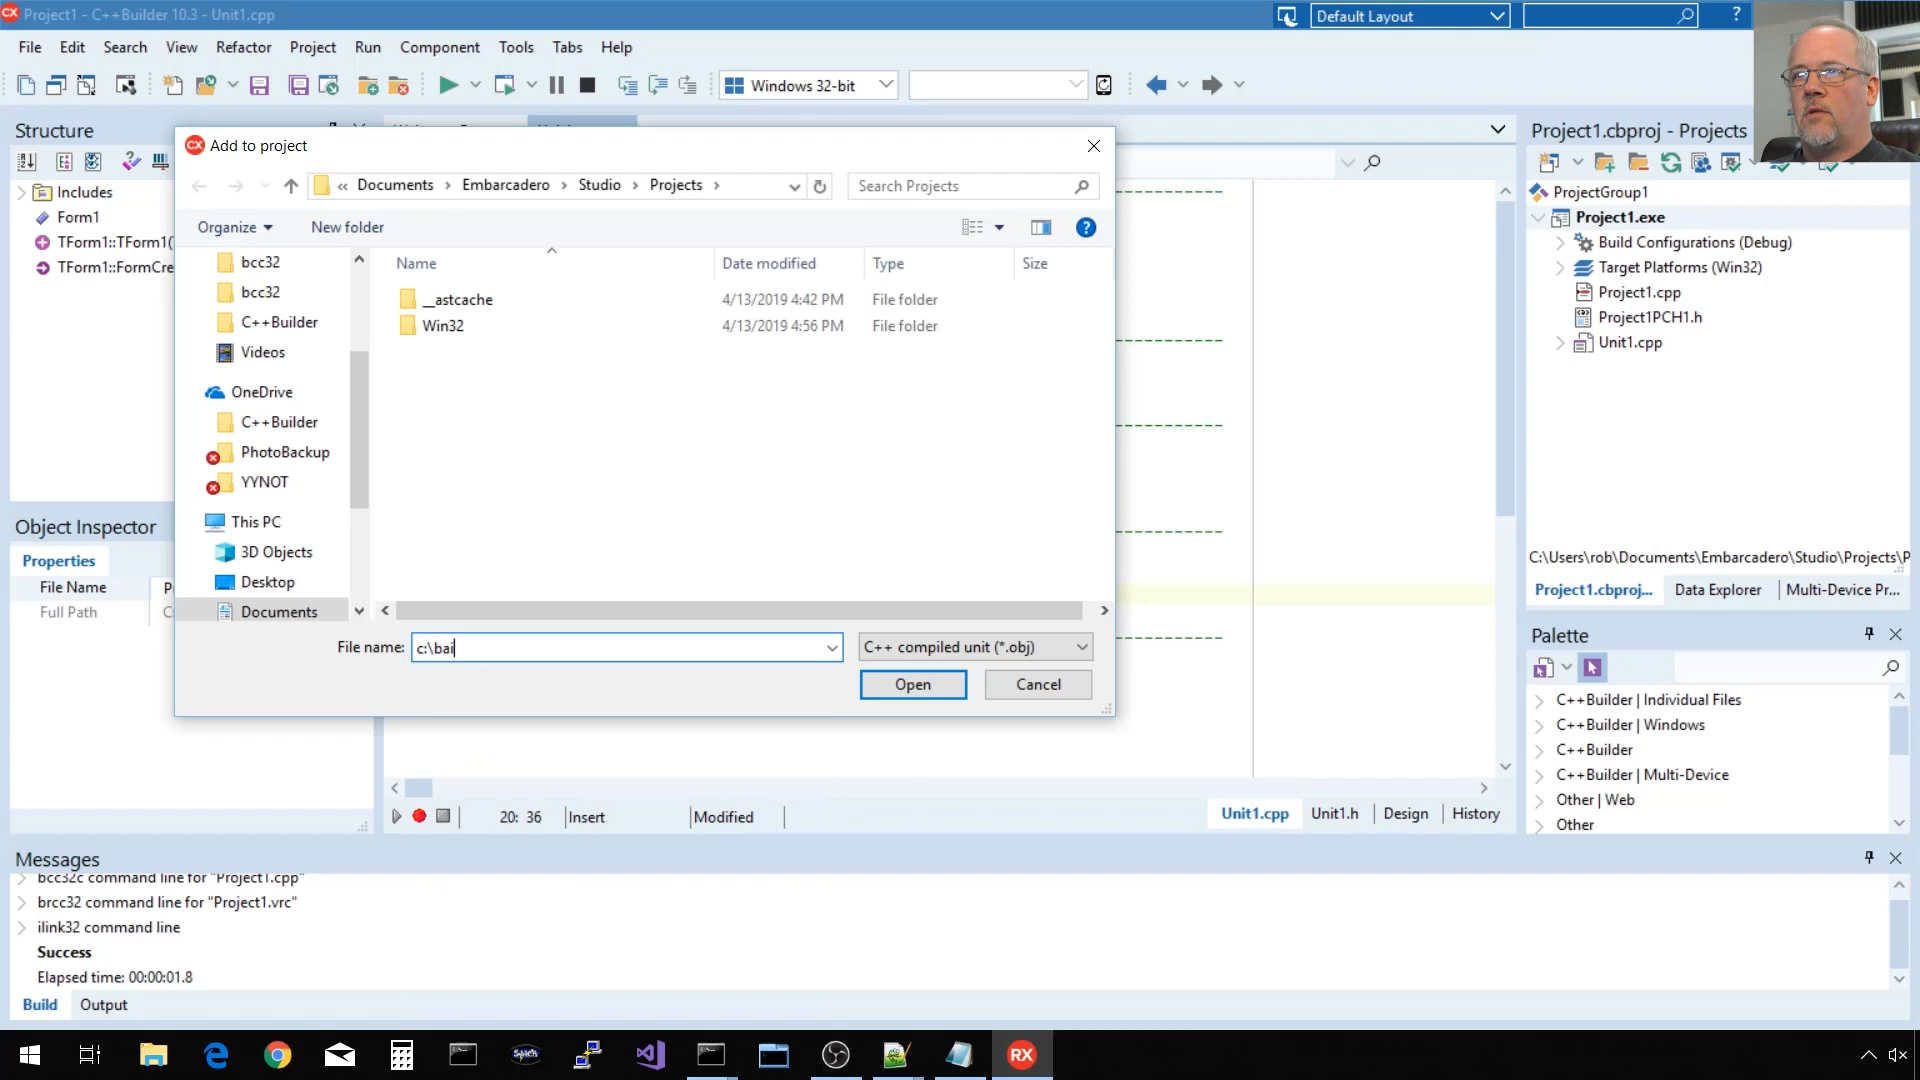 Project1 - C++Builder 10.3 - Unit1.cpp
Default Layout
?
File Edit Search View Refactor Project Run Component Tools Tabs Help
Windows 32-bit
Structure
Includes
Form1
TForm1::TForm1(
TForm1::FormCre
Add to project
« Documents › Embarcadero › Studio › Projects ›
Search Projects
Organize
New folder
?
bcc32
bcc32
C++Builder
Videos
OneDrive
C++Builder
PhotoBackup
YYNOT
This PC
3D Objects
Desktop
Documents
Name Date modified Type Size
__astcache 4/13/2019 4:42 PM File folder
Win32 4/13/2019 4:56 PM File folder
File name: c:\bai
C++ compiled unit (*.obj)
Open Cancel
Object Inspector
Properties
File Name
Full Path
20: 36 Insert Modified
Unit1.cpp Unit1.h Design History
Project1.cbproj - Projects
ProjectGroup1
Project1.exe
Build Configurations (Debug)
Target Platforms (Win32)
Project1.cpp
Project1PCH1.h
Unit1.cpp
C:\Users\rob\Documents\Embarcadero\Studio\Projects\P
Project1.cbproj... Data Explorer Multi-Device Pr...
Palette
C++Builder | Individual Files
C++Builder | Windows
C++Builder
C++Builder | Multi-Device
Other | Web
Other
Messages
bcc32c command line for "Project1.cpp"
brcc32 command line for "Project1.vrc"
ilink32 command line
Success
Elapsed time: 00:00:01.8
Build Output
RX